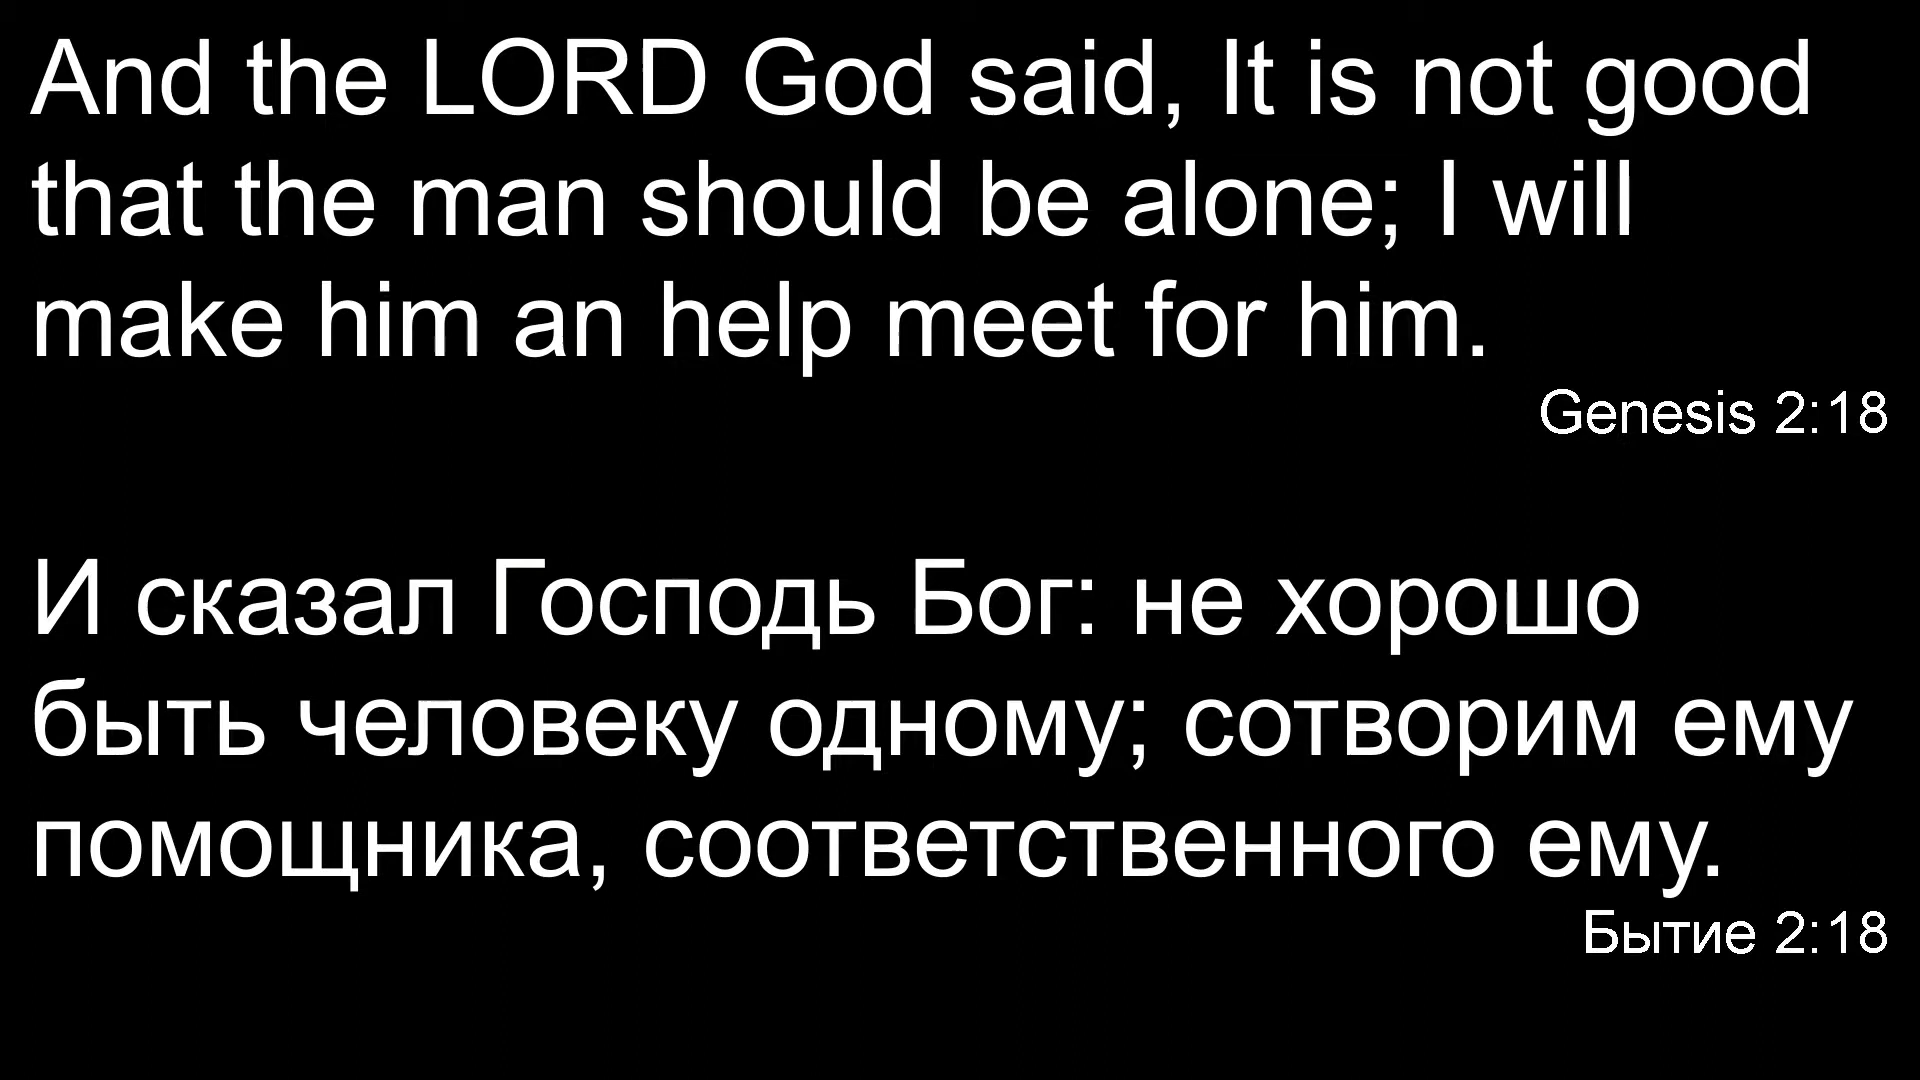 And the LORD God said, It is not good
that the man should be alone; I will
make him an help meet for him.
Genesis 2:18
И сказал Господь Бог: не хорошо
быть человеку одному; сотворим ему
помощника, соответственного ему.
Бытие 2:18